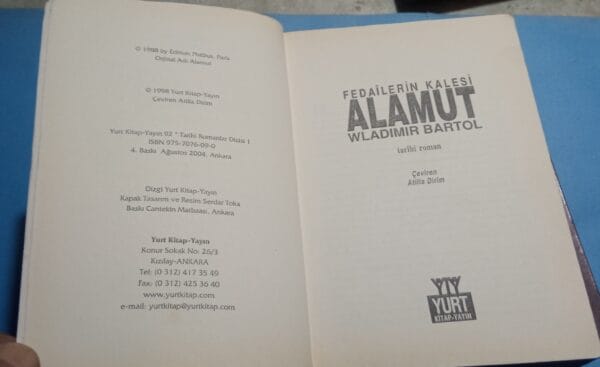 © 1988 by Edition Phébus, Paris
Orjinal Adı Alamut
© 1998 Yurt Kitap-Yayın
Çeviren Atilla Dirim
Yurt Kitap-Yayın 92 * Tarihi Romanlar Dizisi 1
ISBN 975-7076-09-0
4. Baskı Ağustos 2004, Ankara
Dizgi Yurt Kitap-Yayın
Kapak Tasarım ve Resim Serdar Toka
Baskı Cantekin Matbaası, Ankara
Yurt Kitap-Yayın
Konur Sokak No: 26/3
Kızılay-ANKARA
Tel: (0 312) 417 35 49
Fax: (0 312) 425 36 40
www.yurtkitap.com
e-mail: yurtkitap@yurtkitap.com
FEDAİLERİN KALESİ
ALAMUT
WLADIMIR BARTOL
tarihi roman
Çeviren
Atilla Dirim
YURT
KİTAP-YAYIN